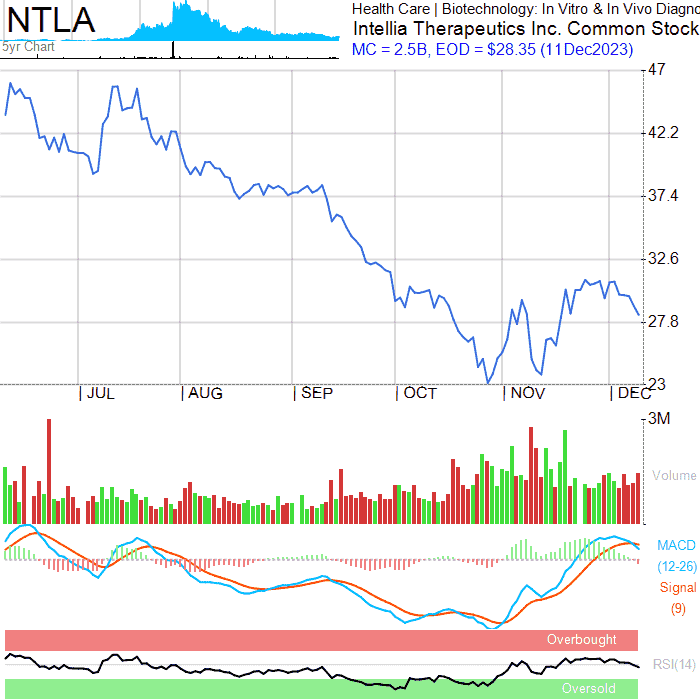 NTLA
5yr Chart
Health Care | Biotechnology: In Vitro & In Vivo Diagno
Intellia Therapeutics Inc. Common Stock
MC = 2.5B, EOD = $28.35 (11Dec2023)
47
42.2
37.4
32.6
27.8
23
| JUL | AUG | SEP | OCT | NOV | DEC
3M
Volume
MACD
(12-26)
Signal
(9)
Overbought
RSI(14)
Oversold